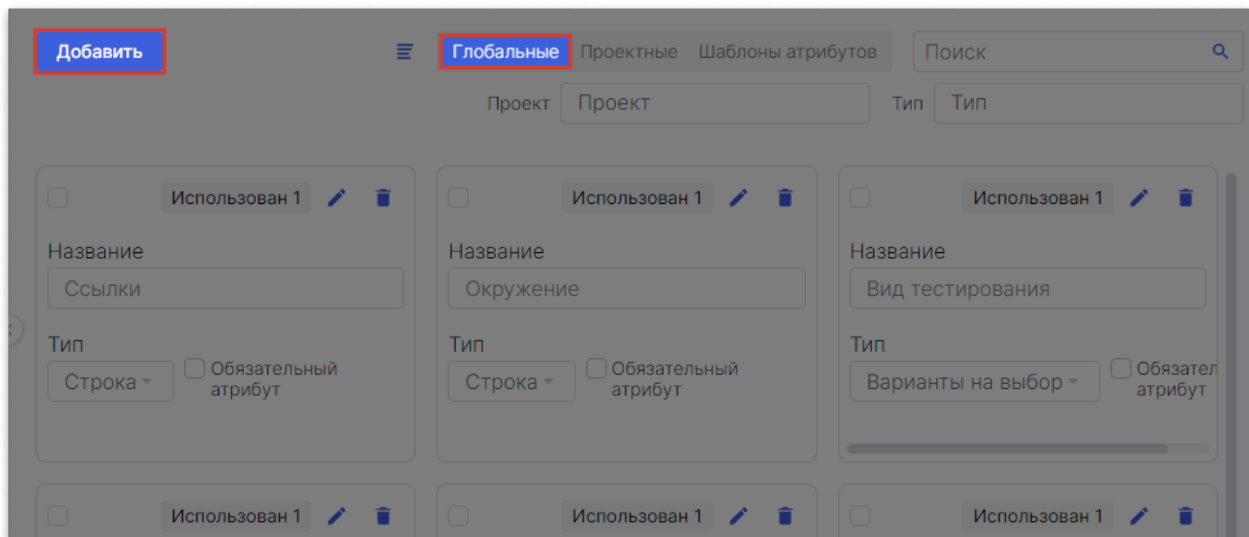 Добавить
Глобальные Проектные Шаблоны атрибутов Поиск
Проект Проект Тип Тип
Использован 1 Использован 1 Использован 1
Название Название Название
Ссылки Окружение Вид тестирования
Тип Тип Тип
Строка Обязательный атрибут Строка Обязательный атрибут Варианты на выбор Обязател атрибут
Использован 1 Использован 1 Использован 1